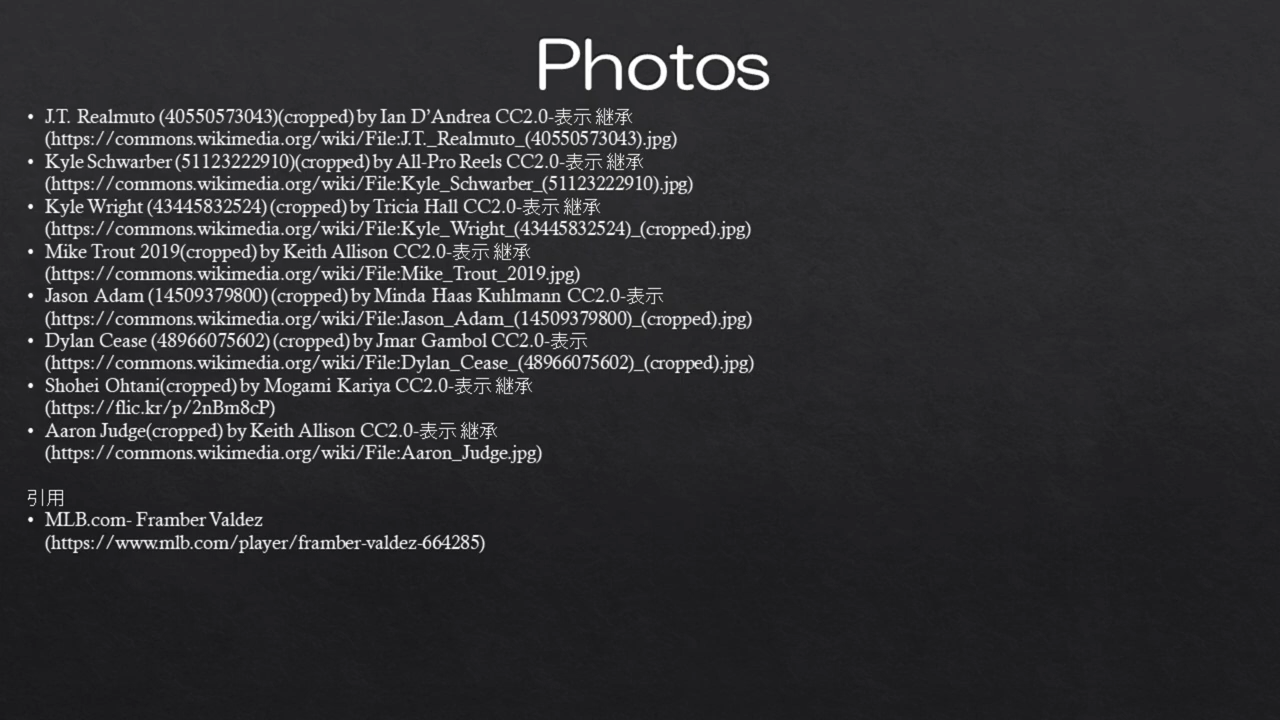 Photos
• J.T. Realmuto (40550573043)(cropped) by Ian D’Andrea CC2.0-表示 継承
(https://commons.wikimedia.org/wiki/File:J.T._Realmuto_(40550573043).jpg)
• Kyle Schwarber (51123222910)(cropped) by All-Pro Reels CC2.0-表示 継承
(https://commons.wikimedia.org/wiki/File:Kyle_Schwarber_(51123222910).jpg)
• Kyle Wright (43445832524) (cropped) by Tricia Hall CC2.0-表示 継承
(https://commons.wikimedia.org/wiki/File:Kyle_Wright_(43445832524)_(cropped).jpg)
• Mike Trout 2019(cropped) by Keith Allison CC2.0-表示 継承
(https://commons.wikimedia.org/wiki/File:Mike_Trout_2019.jpg)
• Jason Adam (14509379800) (cropped) by Minda Haas Kuhlmann CC2.0-表示
(https://commons.wikimedia.org/wiki/File:Jason_Adam_(14509379800)_(cropped).jpg)
• Dylan Cease (48966075602) (cropped) by Jmar Gambol CC2.0-表示
(https://commons.wikimedia.org/wiki/File:Dylan_Cease_(48966075602)_(cropped).jpg)
• Shohei Ohtani(cropped) by Mogami Kariya CC2.0-表示 継承
(https://flic.kr/p/2nBm8cP)
• Aaron Judge(cropped) by Keith Allison CC2.0-表示 継承
(https://commons.wikimedia.org/wiki/File:Aaron_Judge.jpg)
引用
• MLB.com- Framber Valdez
(https://www.mlb.com/player/framber-valdez-664285)